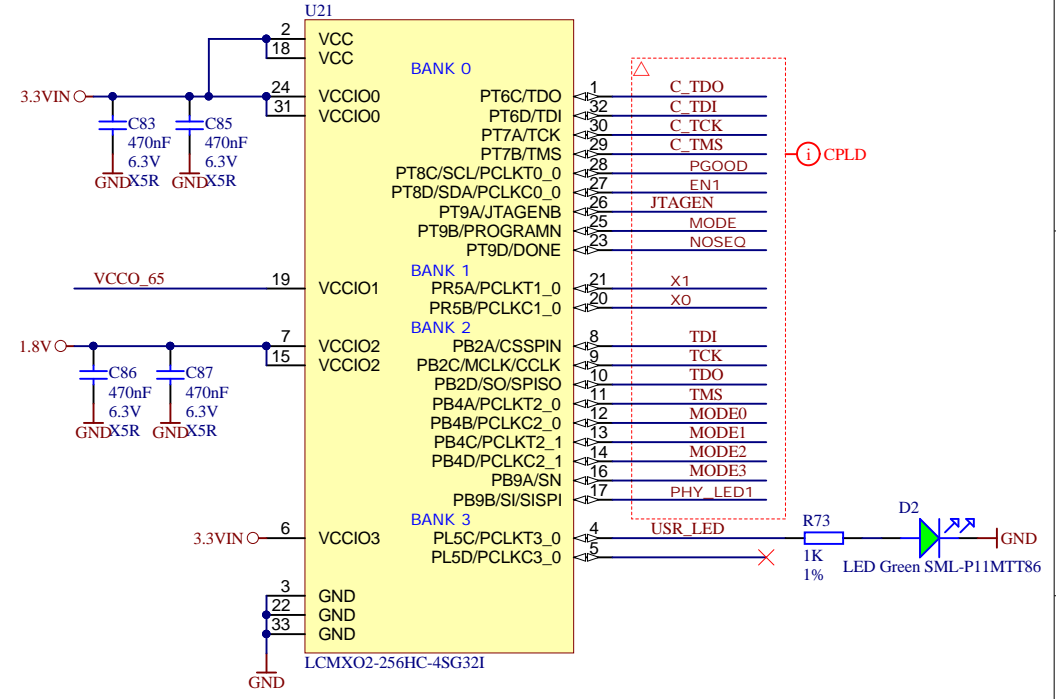 U21
2 VCC
18 VCC
BANK 0
3.3VIN 24 VCCIO0 PT6C/TDO 1 C_TDO
31 VCCIO0 PT6D/TDI 32 C_TDI
C83 C85 PT7A/TCK 30 C_TCK
470nF 470nF PT7B/TMS 29 C_TMS
i CPLD
6.3V 6.3V PT8C/SCL/PCLKT0_0 28 PGOOD
GND X5R GND X5R PT8D/SDA/PCLKC0_0 27 EN1
PT9A/JTAGENB 26 JTAGEN
PT9B/PROGRAMN 25 MODE
PT9D/DONE 23 NOSEQ
BANK 1
VCCO_65 19 VCCIO1 PR5A/PCLKT1_0 21 X1
PR5B/PCLKC1_0 20 X0
BANK 2
1.8V 7 VCCIO2 PB2A/CSSPIN 8 TDI
15 VCCIO2 PB2C/MCLK/CCLK 9 TCK
C86 C87 PB2D/SO/SPISO 10 TDO
470nF 470nF PB4A/PCLKT2_0 11 TMS
6.3V 6.3V PB4B/PCLKC2_0 12 MODE0
GND X5R GND X5R PB4C/PCLKT2_1 13 MODE1
PB4D/PCLKC2_1 14 MODE2
PB9A/SN 16 MODE3
PB9B/SI/SISPI 17 PHY_LED1
BANK 3
3.3VIN 6 VCCIO3 PL5C/PCLKT3_0 4 USR_LED R73 D2 GND
PL5D/PCLKC3_0 5 1K LED Green SML-P11MTT86
1%
3 GND
22 GND
33 GND
LCMXO2-256HC-4SG32I
GND